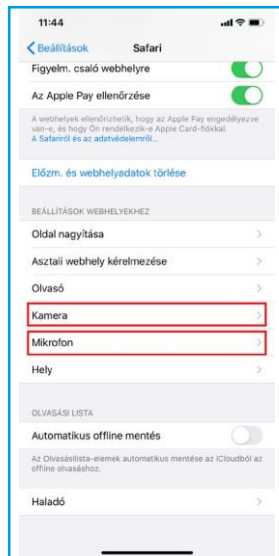 11:44
Beállítások
Safari
Figyelm. csaló webhelyre
Az Apple Pay ellenőrzése
A webhelyek ellenőrizhetik, hogy az Apple Pay engedélyezve
van-e, és hogy Ön rendelkezik-e Apple Card-fiókkal.
A Safariról és az adatvédelemről...
Előzm. és webhelyadatok törlése
BEÁLLÍTÁSOK WEBHELYEKHEZ
Oldal nagyítása
Asztali webhely kérelmezése
Olvasó
Kamera
Mikrofon
Hely
OLVASÁSI LISTA
Automatikus offline mentés
Az Olvasásilista-elemek automatikus mentése az iCloudból az
offline olvasáshoz.
Haladó